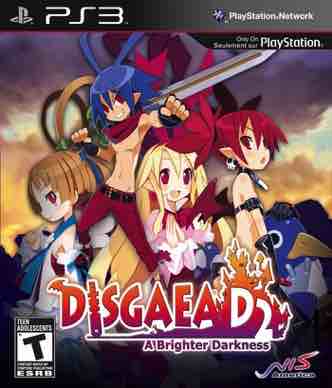 PS3
PlayStation®Network
Only On
Seulement sur PlayStation®
DISGAEA D2
A Brighter Darkness
TEEN
ADOLESCENTS
T
ESRB
NIS
America